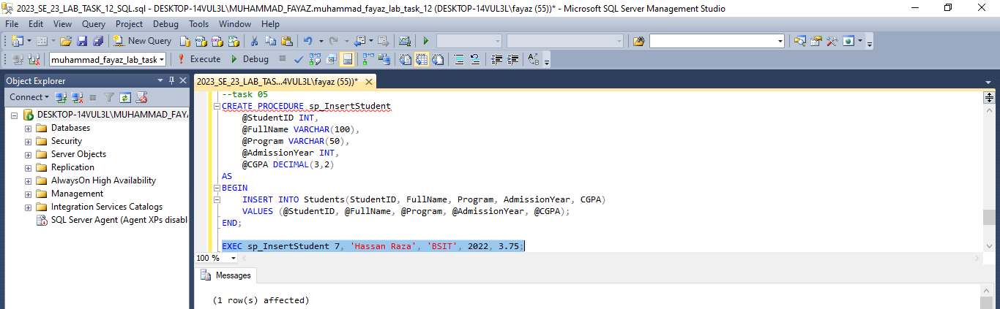 2023_SE_23_LAB_TASK_12_SQL.sql - DESKTOP-14VUL3L\MUHAMMAD_FAYAZ.muhammad_fayaz_lab_task_12 (DESKTOP-14VUL3L\fayaz (55))* - Microsoft SQL Server Management Studio
File Edit View Query Project Debug Tools Window Help
New Query
muhammad_fayaz_lab_task Execute Debug
Object Explorer
Connect
DESKTOP-14VUL3L\MUHAMMAD_FAYA
Databases
Security
Server Objects
Replication
AlwaysOn High Availability
Management
Integration Services Catalogs
SQL Server Agent (Agent XPs disabl
2023_SE_23_LAB_TAS...4VUL3L\fayaz (55))*
--task 05
CREATE PROCEDURE sp_InsertStudent
@StudentID INT,
@FullName VARCHAR(100),
@Program VARCHAR(50),
@AdmissionYear INT,
@CGPA DECIMAL(3,2)
AS
BEGIN
INSERT INTO Students(StudentID, FullName, Program, AdmissionYear, CGPA)
VALUES (@StudentID, @FullName, @Program, @AdmissionYear, @CGPA);
END;
EXEC sp_InsertStudent 7, 'Hassan Raza', 'BSIT', 2022, 3.75;
100 %
Messages
(1 row(s) affected)